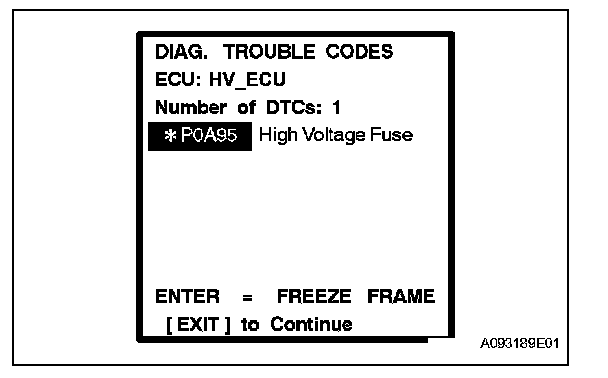 DIAG. TROUBLE CODES
ECU: HV_ECU
Number of DTCs: 1
* P0A95 High Voltage Fuse
ENTER = FREEZE FRAME
[ EXIT ] to Continue
A093189E01